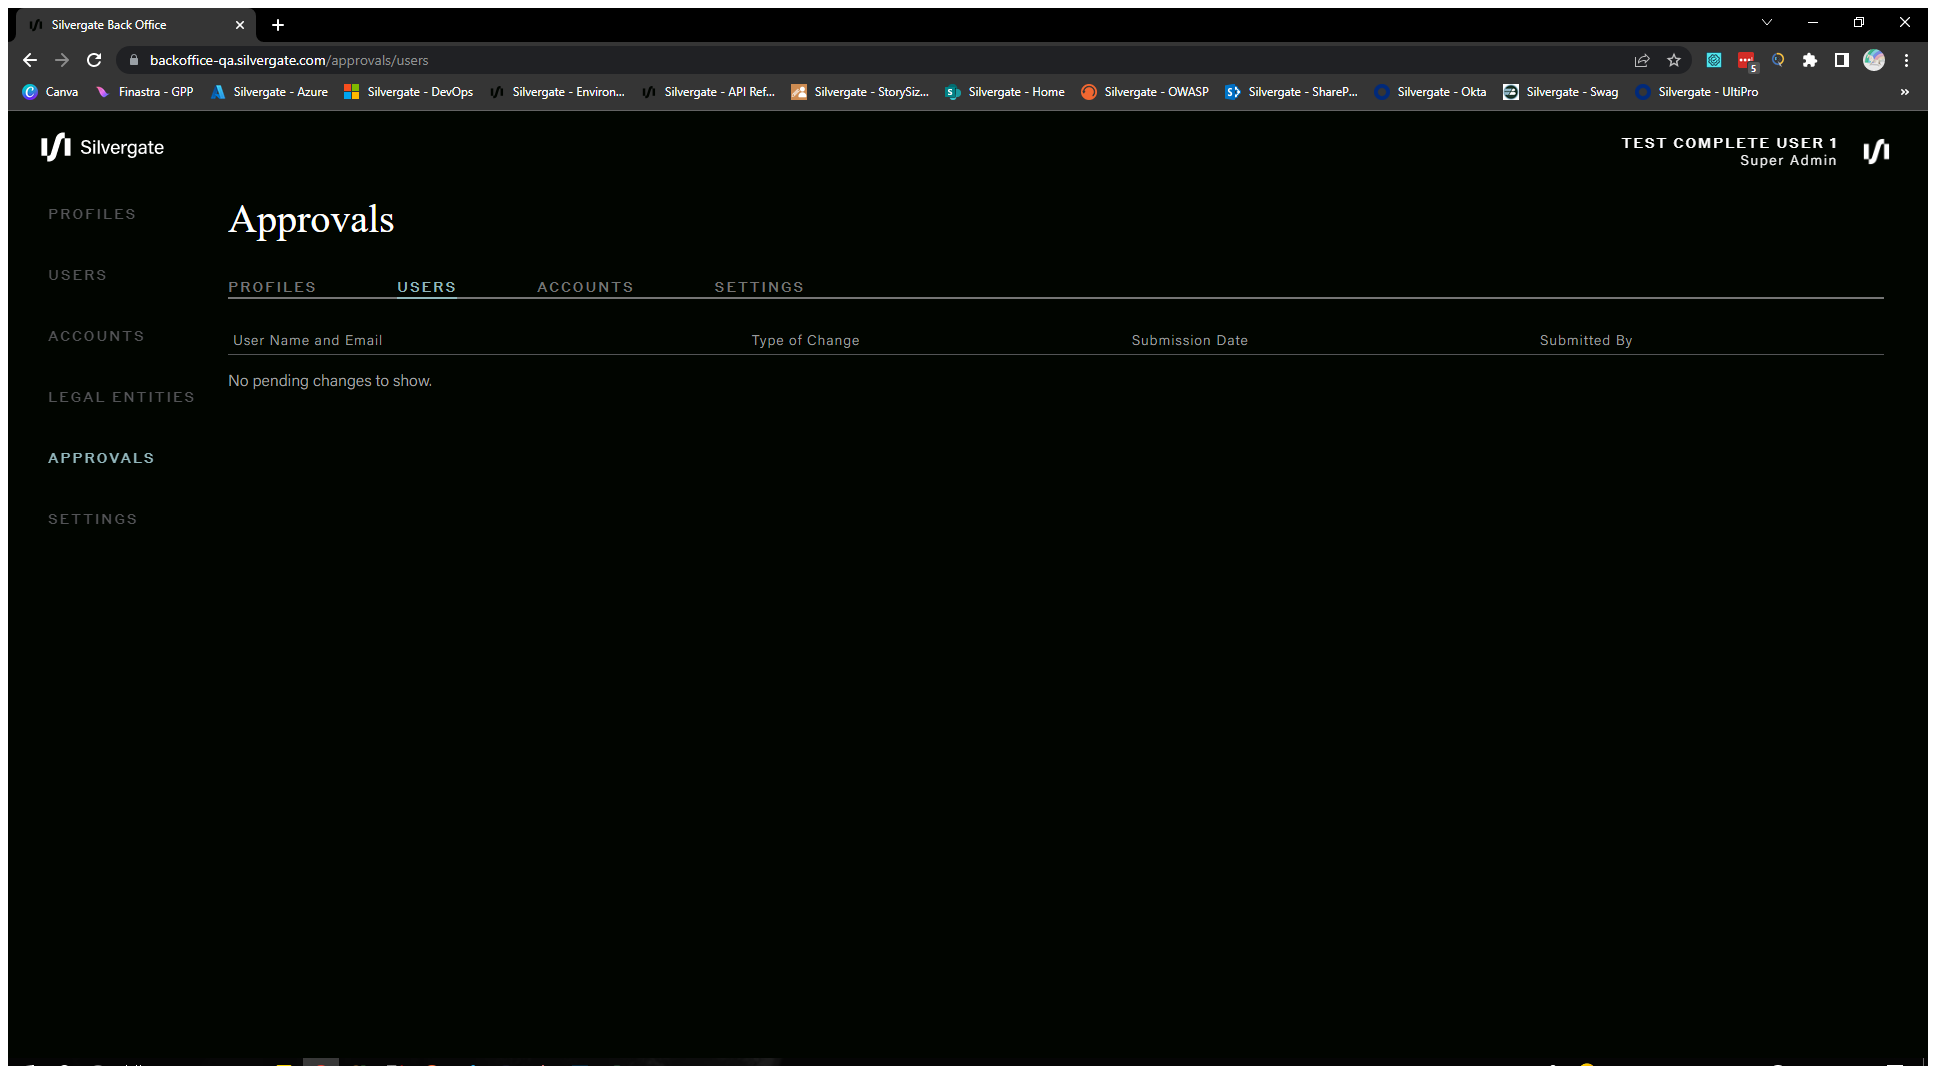 Silvergate Back Office
backoffice-qa.silvergate.com/approvals/users
5
Canva Finastra - GPP Silvergate - Azure Silvergate - DevOps Silvergate - Environ... Silvergate - API Ref... Silvergate - StorySiz... Silvergate - Home Silvergate - OWASP Silvergate - ShareP... Silvergate - Okta Silvergate - Swag Silvergate - UltiPro »
Silvergate
TEST COMPLETE USER 1
Super Admin
PROFILES
USERS
ACCOUNTS
LEGAL ENTITIES
APPROVALS
SETTINGS
Approvals
PROFILES USERS ACCOUNTS SETTINGS
User Name and Email Type of Change Submission Date Submitted By
No pending changes to show.